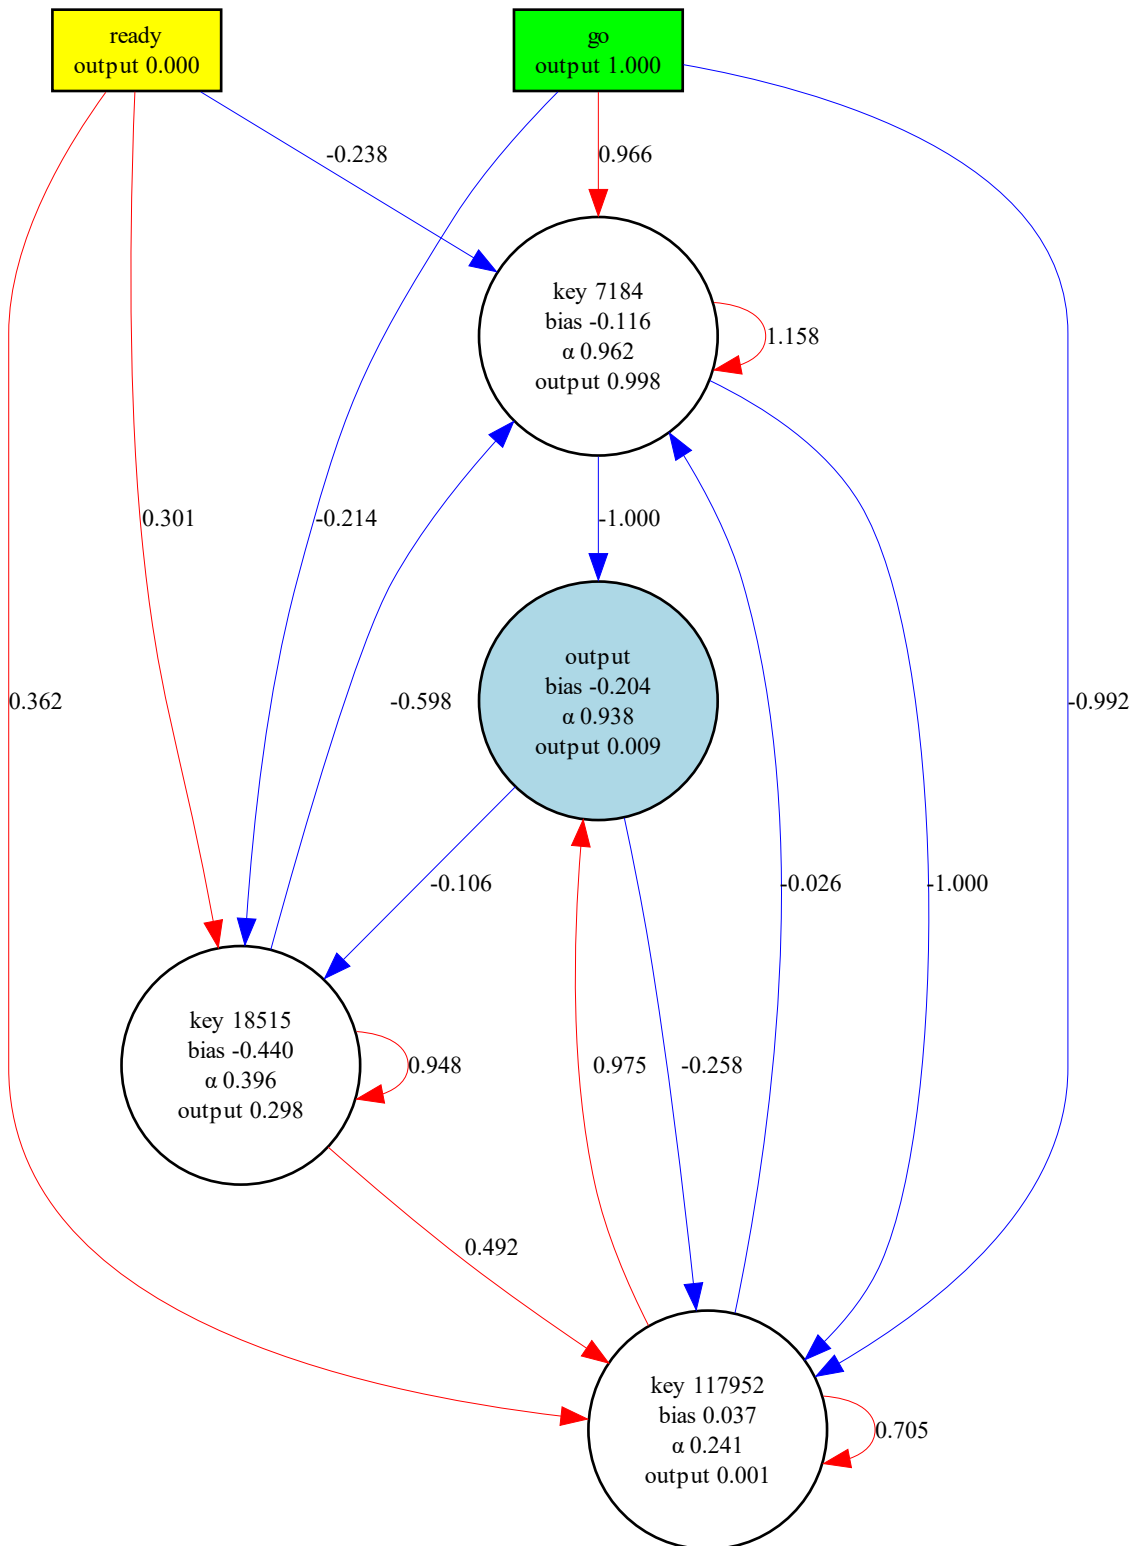 ready
output 0.000
go
output 1.000
-0.238
0.966
key 7184
bias -0.116
α 0.962
output 0.998
1.158
0.301
-0.214
-1.000
output
bias -0.204
α 0.938
output 0.009
0.362
-0.598
-0.992
-0.106
-0.026
-1.000
key 18515
bias -0.440
α 0.396
output 0.298
0.948
0.975
-0.258
0.492
key 117952
bias 0.037
α 0.241
output 0.001
0.705